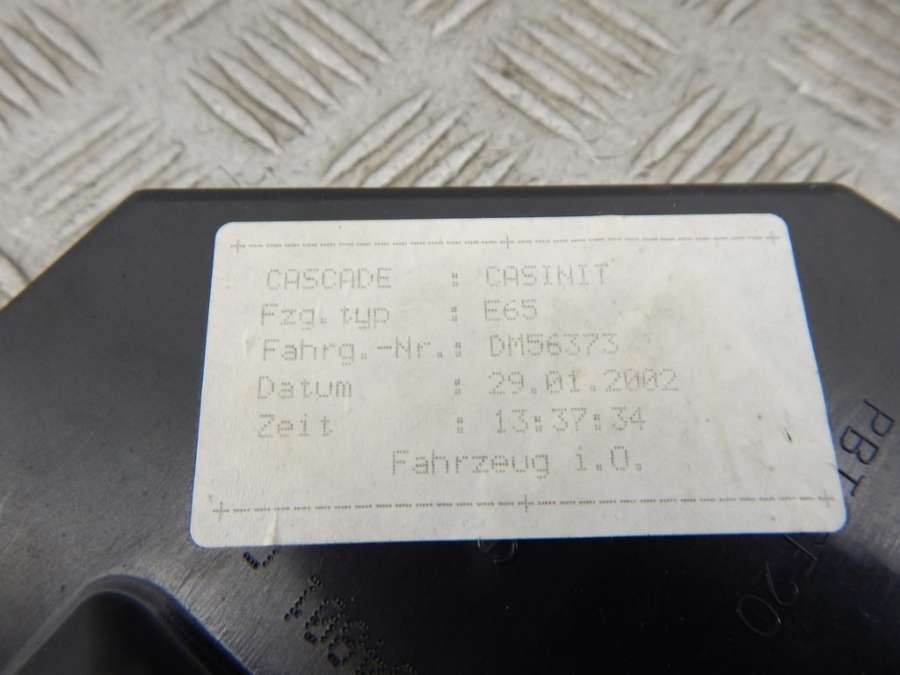 CASCADE : CASINIT
Fzg.typ : E65
Fahrg.-Nr.: DM56373
Datum : 29.01.2002
Zeit : 13:37:34
Fahrzeug i.O.